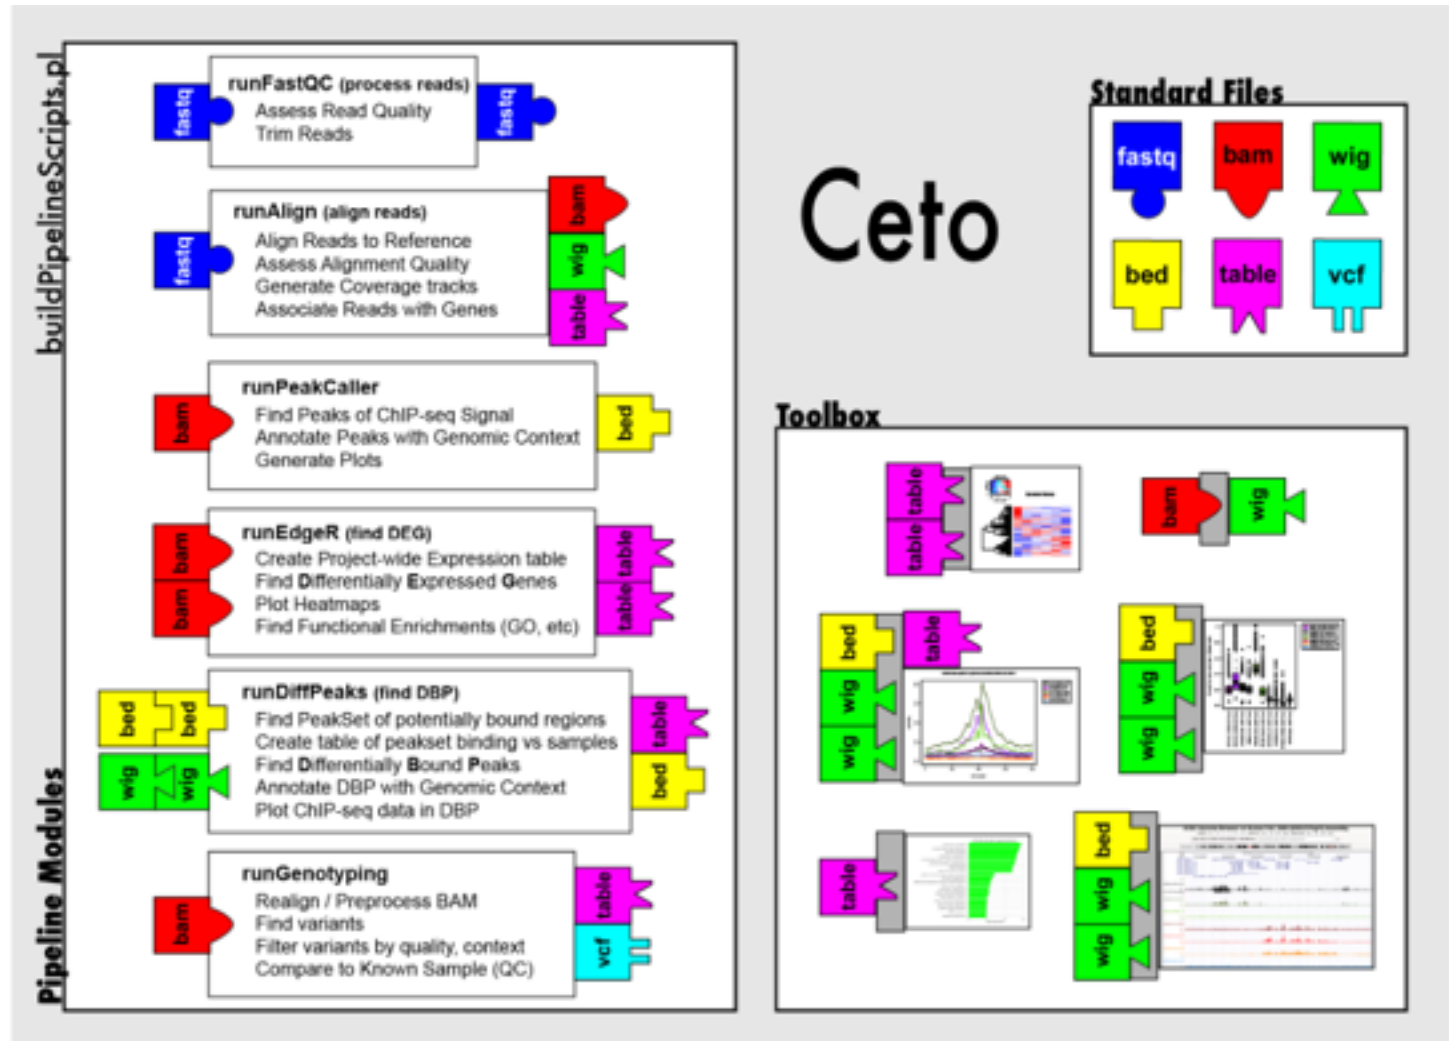 buildPipelineScripts.pl
Pipeline Modules
fastq
runFastQC (process reads)
Assess Read Quality
Trim Reads
fastq
fastq
runAlign (align reads)
Align Reads to Reference
Assess Alignment Quality
Generate Coverage tracks
Associate Reads with Genes
bam
wig
table
bam
runPeakCaller
Find Peaks of ChIP-seq Signal
Annotate Peaks with Genomic Context
Generate Plots
bed
bam
bam
runEdgeR (find DEG)
Create Project-wide Expression table
Find Differentially Expressed Genes
Plot Heatmaps
Find Functional Enrichments (GO, etc)
table
table
bed
bed
wig
wig
runDiffPeaks (find DBP)
Find PeakSet of potentially bound regions
Create table of peakset binding vs samples
Find Differentially Bound Peaks
Annotate DBP with Genomic Context
Plot ChIP-seq data in DBP
table
bed
bam
runGenotyping
Realign / Preprocess BAM
Find variants
Filter variants by quality, context
Compare to Known Sample (QC)
table
vcf
Ceto
Standard Files
fastq
bam
wig
bed
table
vcf
Toolbox
table
table
bam
wig
bed
wig
wig
table
bed
wig
wig
table
bed
wig
wig